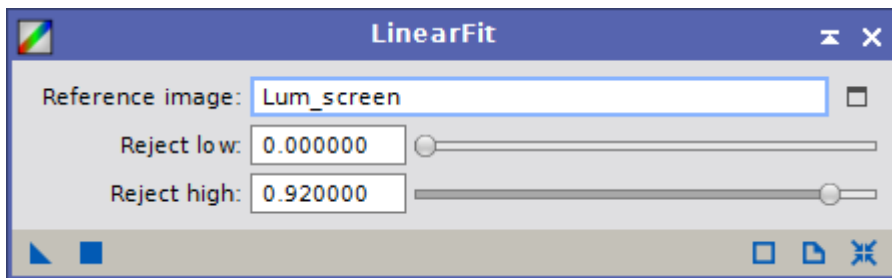 LinearFit
Reference image: Lum_screen
Reject low: 0.000000
Reject high: 0.920000